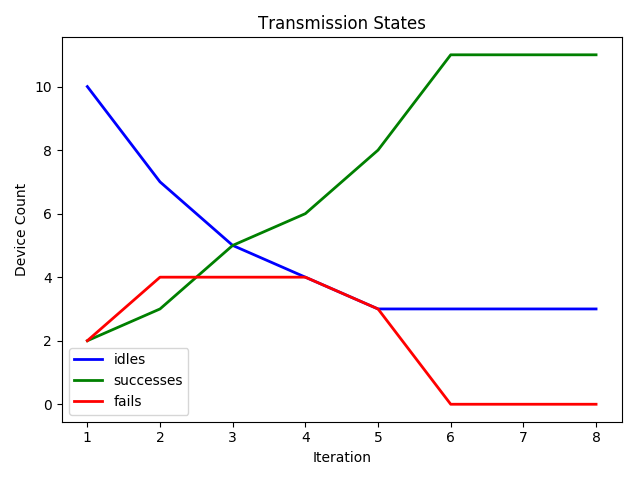 Transmission States
Device Count
10
8
6
4
2
0
idles
successes
fails
1 2 3 4 5 6 7 8
Iteration